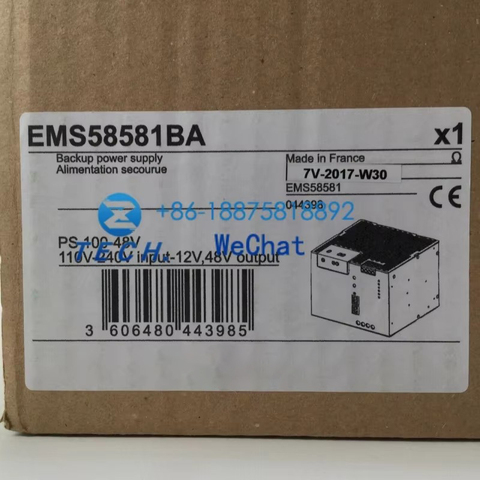 EMS58581BA
x1
Backup power supply
Alimentation secourue
Made in France
Ω
7V-2017-W30
EMS58581
044398
CE
+86-18875818892
WeChat
TECH
PS-100-48V
110V-240V input-12V,48V output
3 606480 443985